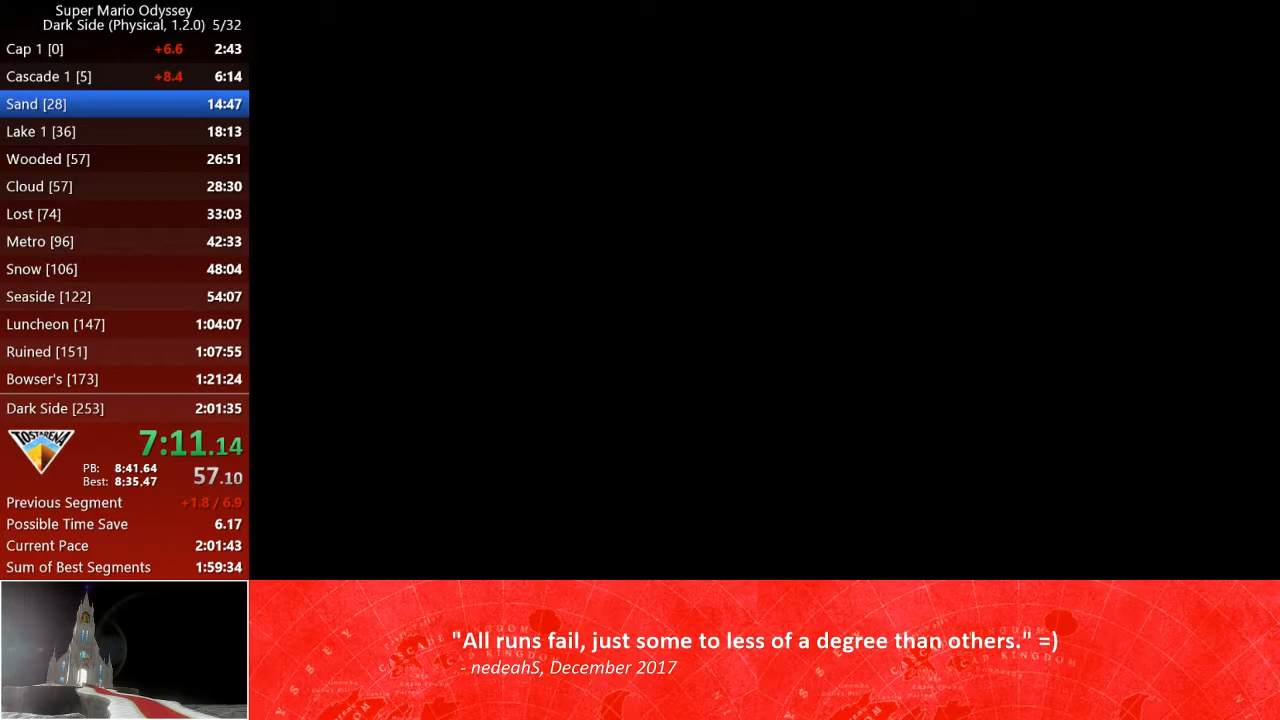 Super Mario Odyssey
Dark Side (Physical, 1.2.0) 5/32
Cap 1 [0] +6.6 2:43
Cascade 1 [5] +8.4 6:14
Sand [28] 14:47
Lake 1 [36] 18:13
Wooded [57] 26:51
Cloud [57] 28:30
Lost [74] 33:03
Metro [96] 42:33
Snow [106] 48:04
Seaside [122] 54:07
Luncheon [147] 1:04:07
Ruined [151] 1:07:55
Bowser's [173] 1:21:24
Dark Side [253] 2:01:35
TOSTARENA 7:11.14
PB: 8:41.64 57.10
Best: 8:35.47
Previous Segment +1.8 / 6.9
Possible Time Save 6.17
Current Pace 2:01:43
Sum of Best Segments 1:59:34
"All runs fail, just some to less of a degree than others." =)
- nedeahS, December 2017